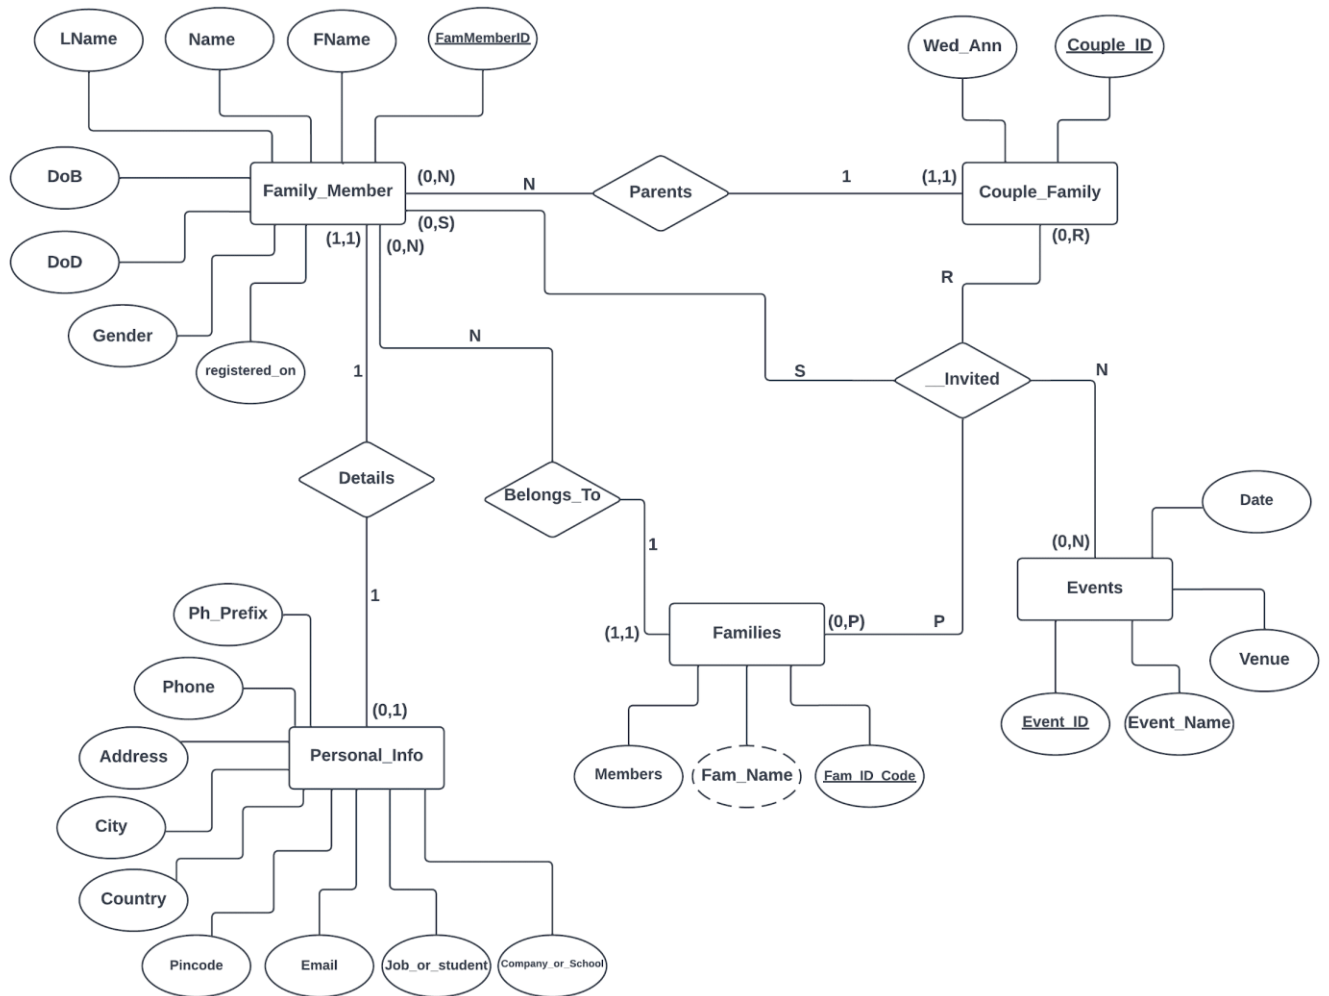 LName
Name
FName
FamMemberID
Wed_Ann
Couple_ID
DoB
Family_Member
(0,N)
N
Parents
1
(1,1)
Couple_Family
(0,S)
(1,1)
(0,N)
(0,R)
DoD
R
Gender
registered_on
N
1
S
__Invited
N
Details
Belongs_To
Date
1
(0,N)
Events
1
Ph_Prefix
(1,1)
Families
(0,P)
P
Venue
Phone
(0,1)
Event_ID
Event_Name
Address
Personal_Info
Members
Fam_Name
Fam_ID_Code
City
Country
Pincode
Email
Job_or_student
Company_or_School